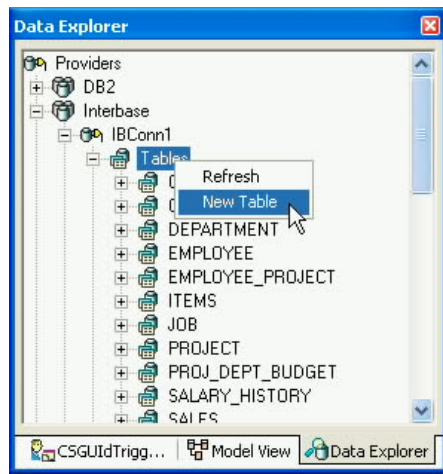 Data Explorer
Providers
DB2
Interbase
IBConn1
Tables
Refresh
New Table
DEPARTMENT
EMPLOYEE
EMPLOYEE_PROJECT
ITEMS
JOB
PROJECT
PROJ_DEPT_BUDGET
SALARY_HISTORY
SALES
CSGUIdTrigg... Model View Data Explorer